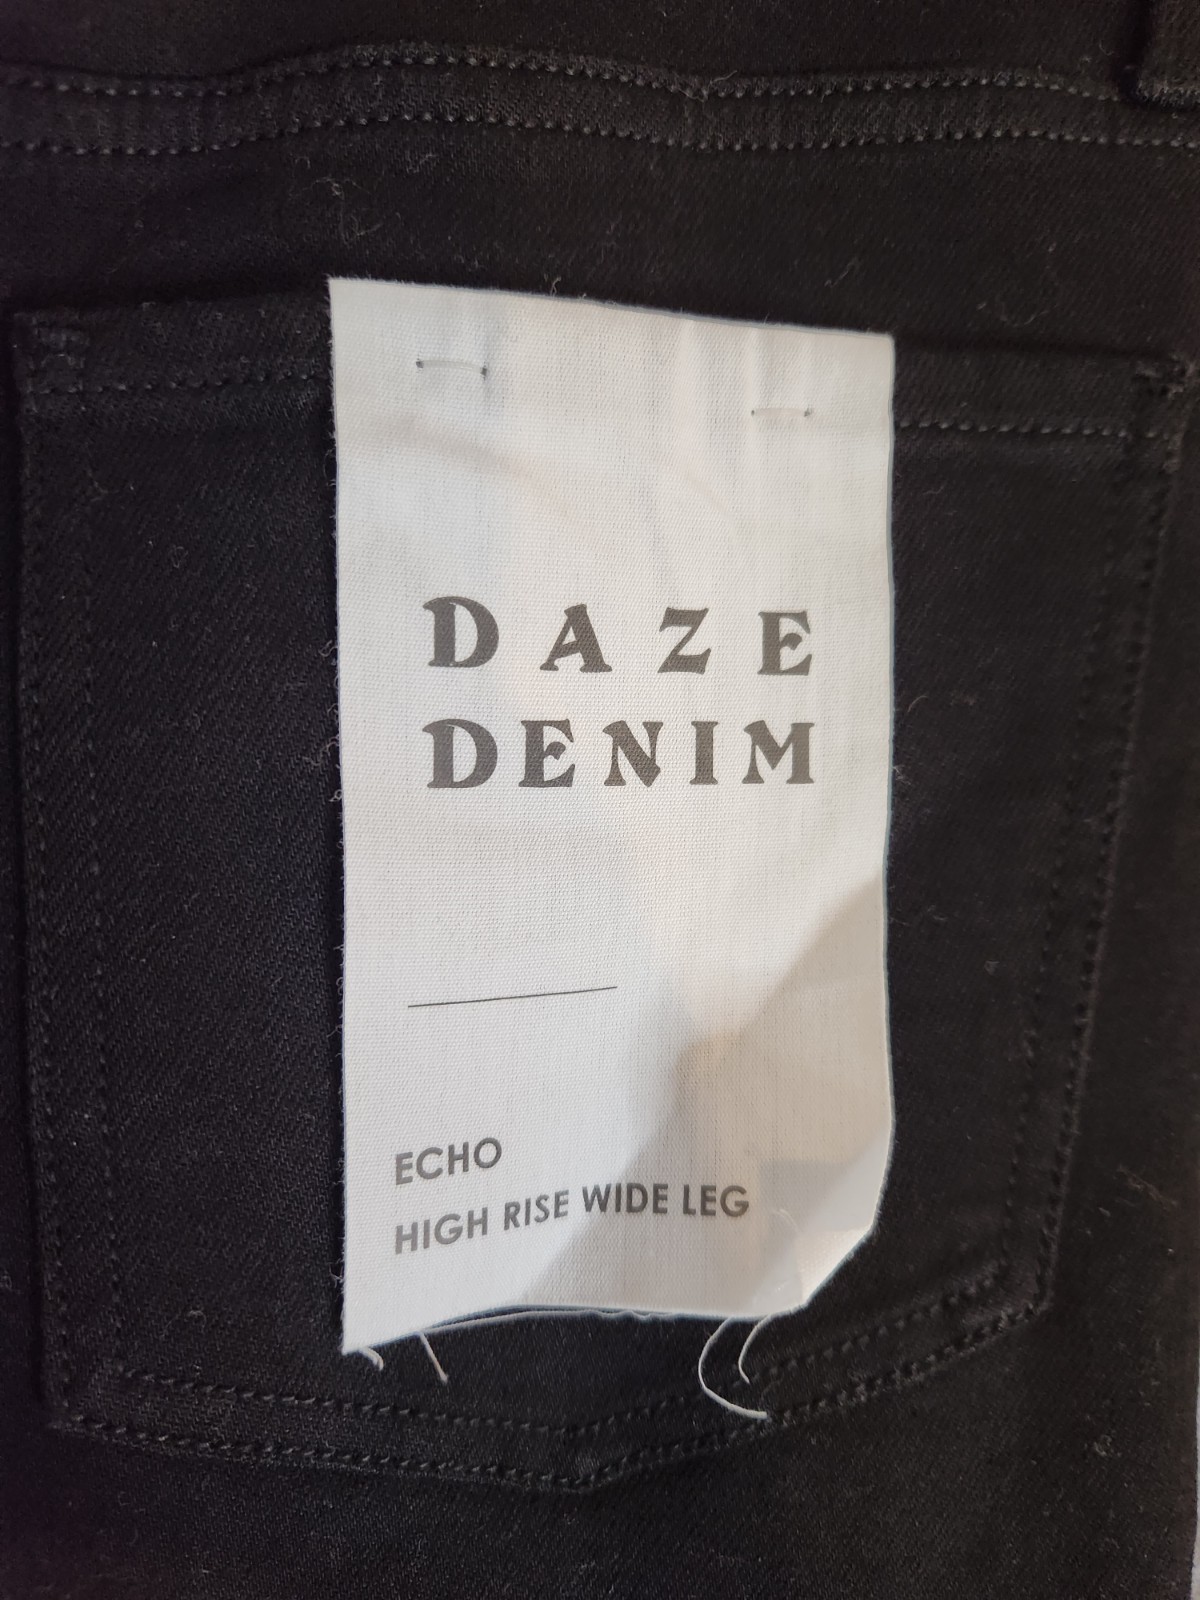 DAZE
DENIM
ECHO
HIGH RISE WIDE LEG